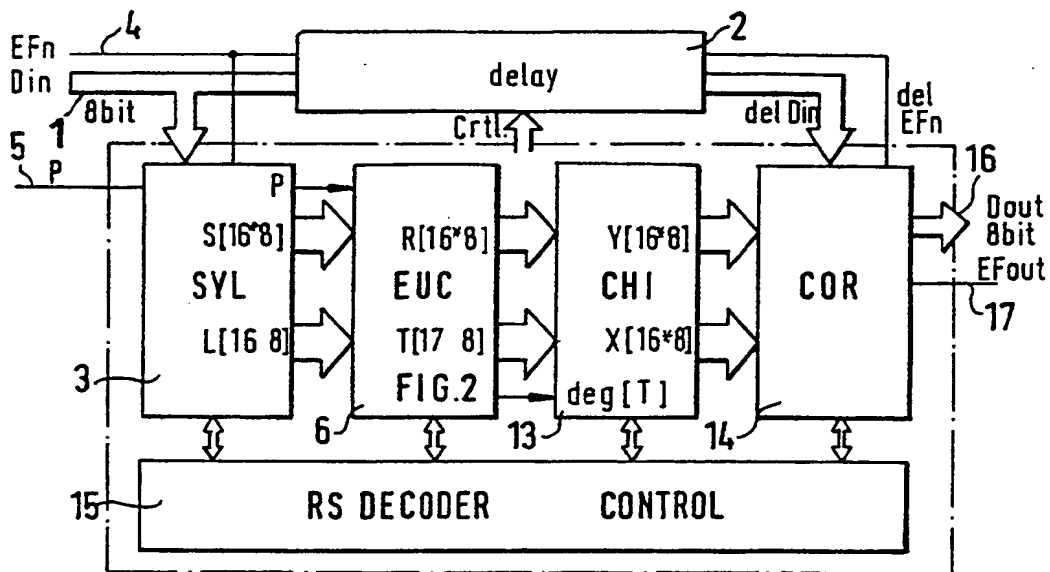 EFn
4
2
Din
delay
1
8bit
Crtl.
del Din
del
EFn
5
P
P
16
S[16*8]
R[16*8]
Y[16*8]
Dout
8bit
SYL
EUC
CHI
COR
EFout
L[16 8]
T[17 8]
X[16*8]
17
FIG.2
deg[T]
3
6
13
14
15
RS DECODER CONTROL